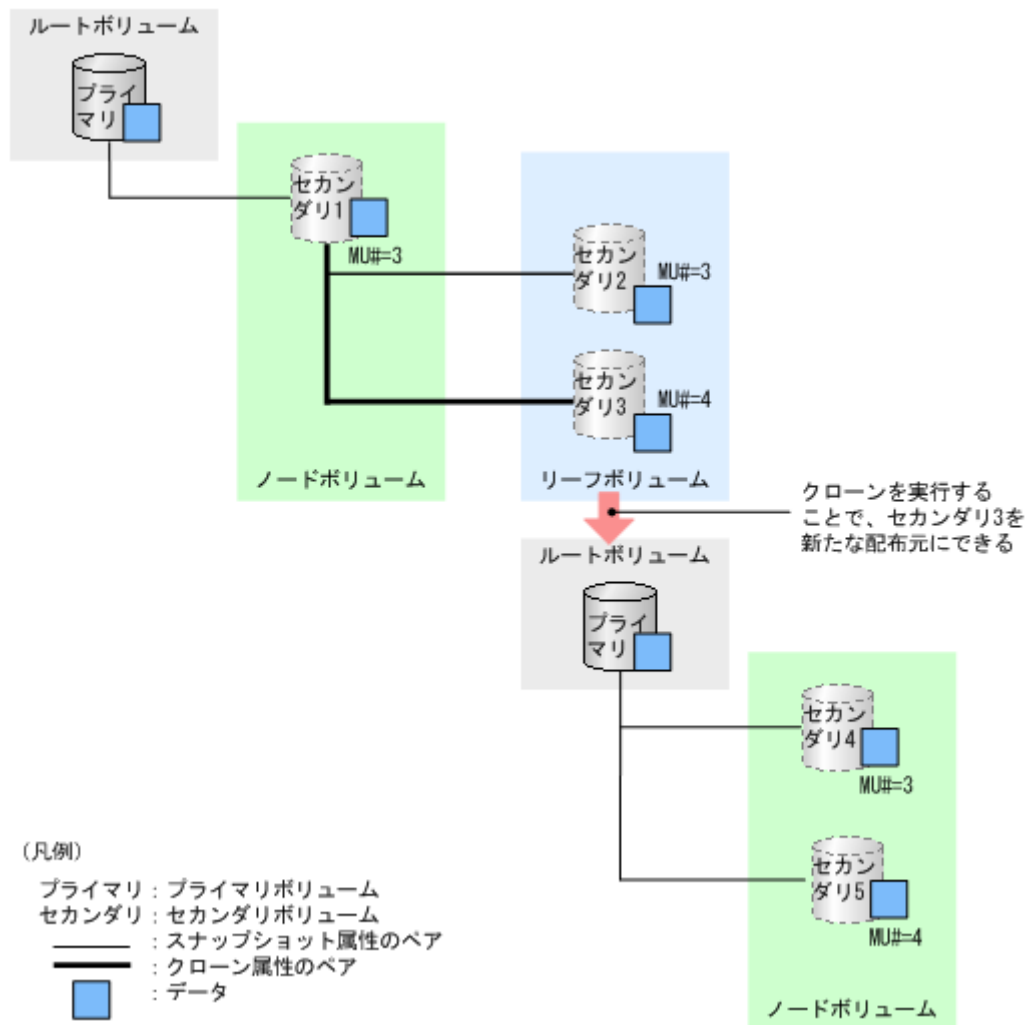 ルートボリューム
プライ
マリ
セカン
ダリ1
MU#=3
セカン
ダリ2
MU#=3
セカン
ダリ3
MU#=4
ノードボリューム
リーフボリューム
クローンを実行する
ことで、セカンダリ3を
新たな配布元にできる
ルートボリューム
プライ
マリ
セカン
ダリ4
MU#=3
セカン
ダリ5
MU#=4
ノードボリューム
(凡例)
プライマリ：プライマリボリューム
セカンダリ：セカンダリボリューム
：スナップショット属性のペア
：クローン属性のペア
：データ